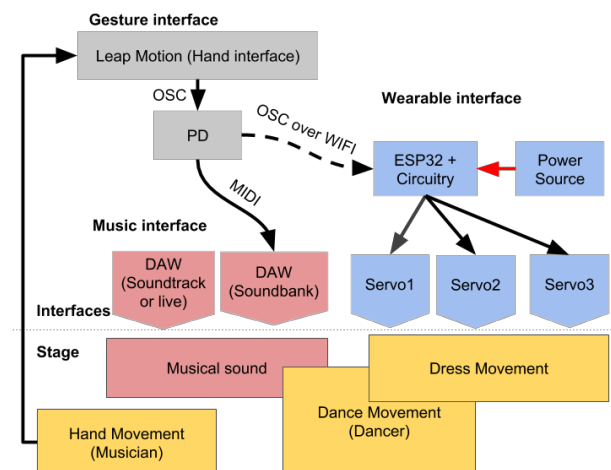 Gesture interface
Leap Motion (Hand interface)
OSC
PD
OSC over WIFI
Wearable interface
ESP32 +
Circuitry
Power
Source
MIDI
Music interface
DAW
(Soundtrack
or live)
DAW
(Soundbank)
Servo1
Servo2
Servo3
Interfaces
Stage
Musical sound
Dress Movement
Dance Movement
(Dancer)
Hand Movement
(Musician)